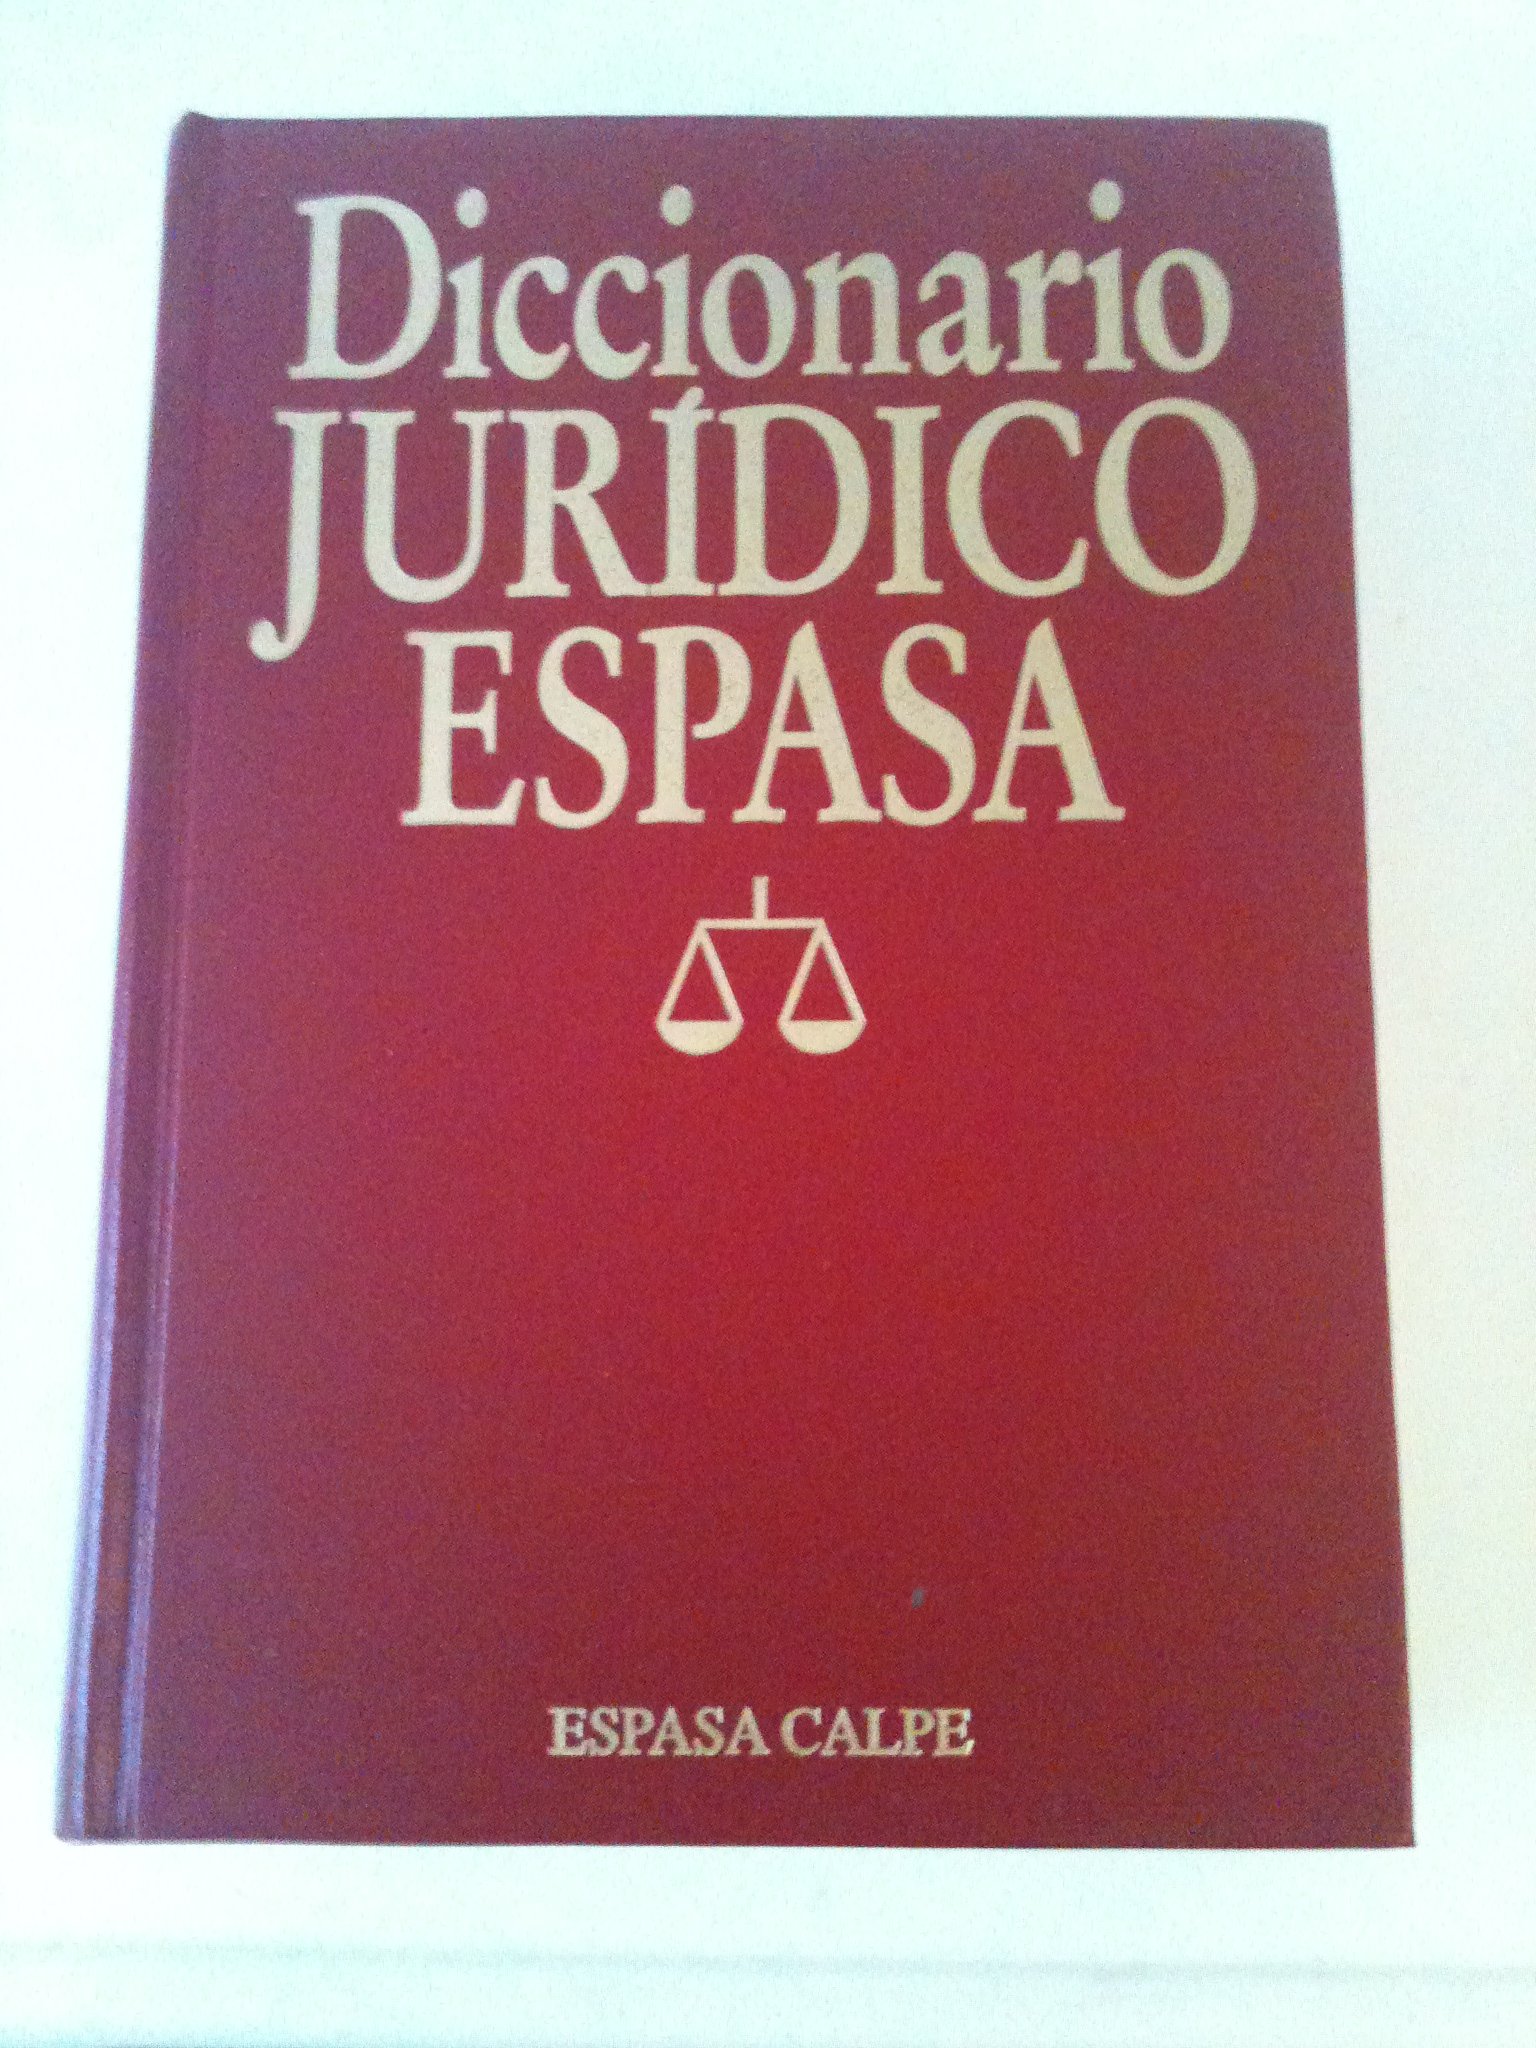 Diccionario
JURÍDICO
ESPASA
ESPASA CALPE